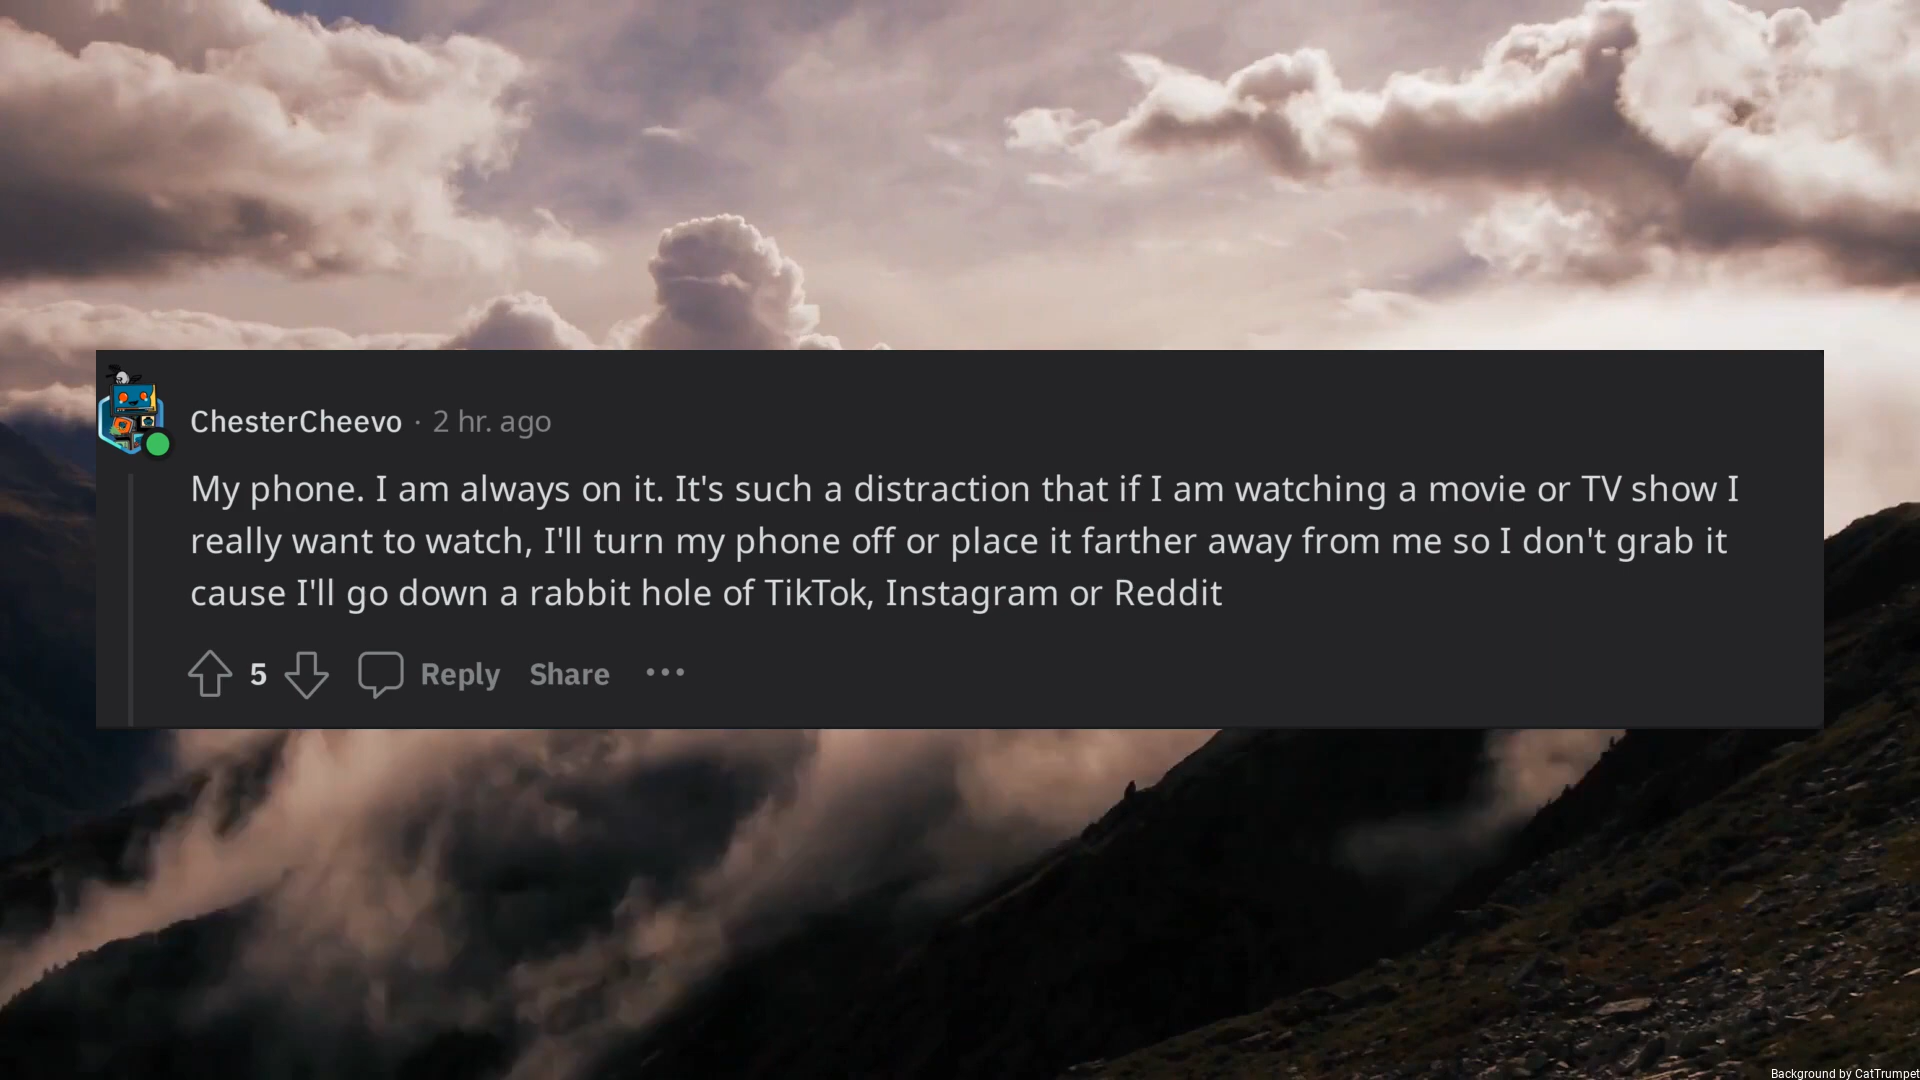 ChesterCheevo · 2 hr. ago
My phone. I am always on it. It's such a distraction that if I am watching a movie or TV show I
really want to watch, I'll turn my phone off or place it farther away from me so I don't grab it
cause I'll go down a rabbit hole of TikTok, Instagram or Reddit
5 Reply Share ···
Background by CatTrumpet